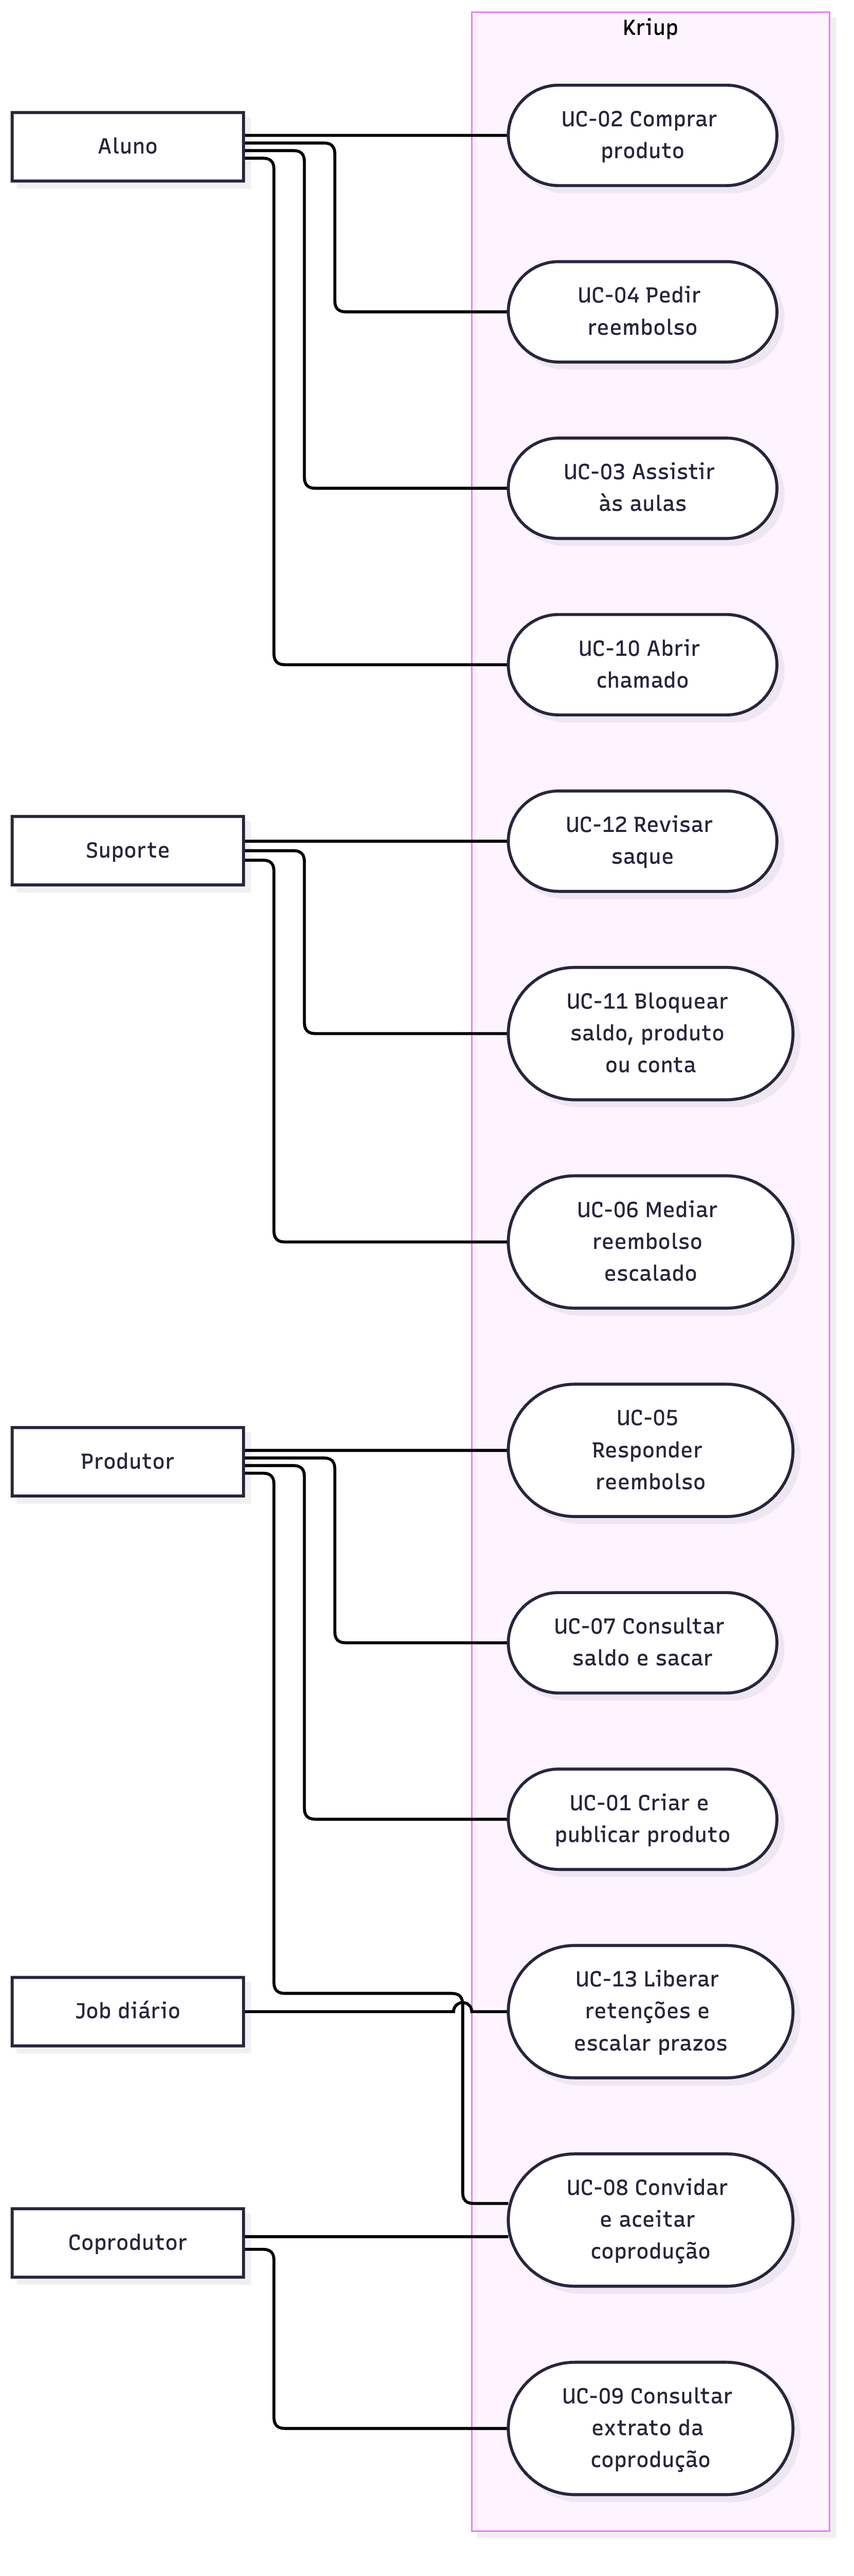 Kriup
Aluno
UC-02 Comprar
produto
UC-04 Pedir
reembolso
UC-03 Assistir
às aulas
UC-10 Abrir
chamado
Suporte
UC-12 Revisar
saque
UC-11 Bloquear
saldo, produto
ou conta
UC-06 Mediar
reembolso
escalado
Produtor
UC-05
Responder
reembolso
UC-07 Consultar
saldo e sacar
UC-01 Criar e
publicar produto
Job diário
UC-13 Liberar
retenções e
escalar prazos
Coprodutor
UC-08 Convidar
e aceitar
coprodução
UC-09 Consultar
extrato da
coprodução